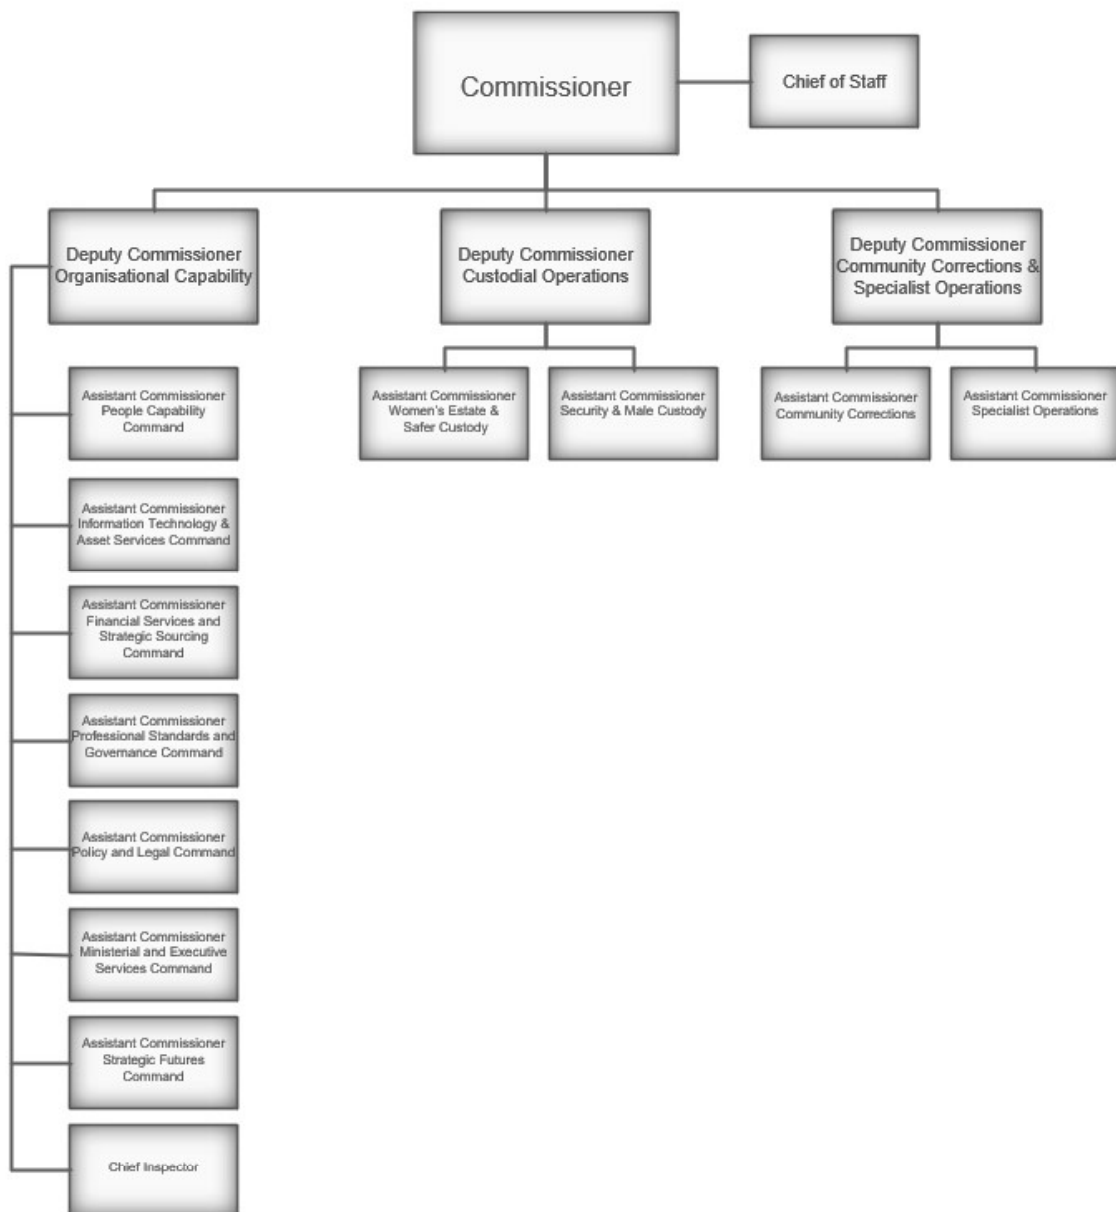 Commissioner
Chief of Staff
Deputy Commissioner
Organisational Capability
Deputy Commissioner
Custodial Operations
Deputy Commissioner
Community Corrections &
Specialist Operations
Assistant Commissioner
People Capability
Command
Assistant Commissioner
Women's Estate &
Safer Custody
Assistant Commissioner
Security & Male Custody
Assistant Commissioner
Community Corrections
Assistant Commissioner
Specialist Operations
Assistant Commissioner
Information Technology &
Asset Services Command
Assistant Commissioner
Financial Services and
Strategic Sourcing
Command
Assistant Commissioner
Professional Standards and
Governance Command
Assistant Commissioner
Policy and Legal Command
Assistant Commissioner
Ministerial and Executive
Services Command
Assistant Commissioner
Strategic Futures
Command
Chief Inspector